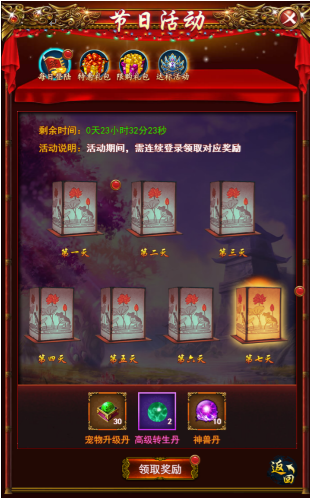 节日活动
每日登陆 特惠礼包 限购礼包 达标活动
剩余时间：0天23小时32分23秒
活动说明：活动期间，需连续登录领取对应奖励
第一天 第二天 第三天
第四天 第五天 第六天 第七天
30 2 10
宠物升级丹 高级转生丹 神兽丹
领取奖励
返回